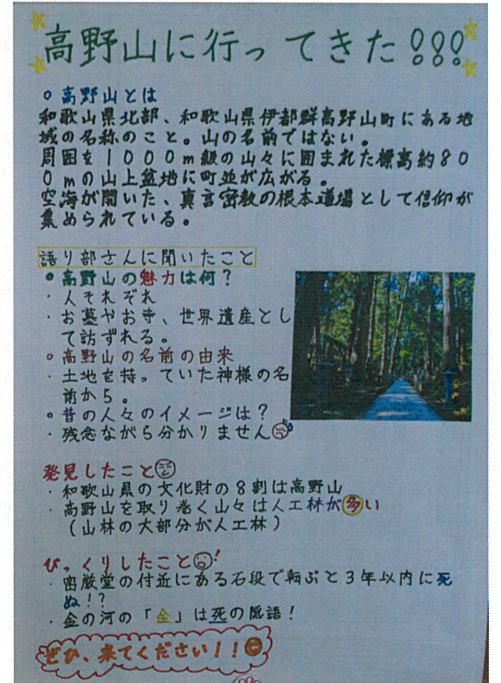 高野山に行ってきた!!!
○高野山とは
和歌山県北部、和歌山県伊都群高野山町にある地
域の名称のこと。山の名前ではない。
周囲を1000m級の山々に囲まれた標高約80
0mの山上盆地に町並が広がる。
空海が開いた、真言密教の根本道場として信仰が
集められている。
語り部さんに聞いたこと
○高野山の魅力は何?
・人それぞれ
・お墓やお寺、世界遺産とし
て訪ずれる。
○高野山の名前の由来
・土地を持っていた神様の名
前から。
○昔の人々のイメージは?
・残念ながら分かりません
発見したこと
・和歌山県の文化財の8割は高野山
・高野山を取り巻く山々は人工林が多い
(山林の大部分が人工林)
びっくりしたこと!
・密厳堂の付近にある石段で転ぶと3年以内に死
ぬ!?
・金の河の「金」は死の隠語!
ぜひ、来てください!!